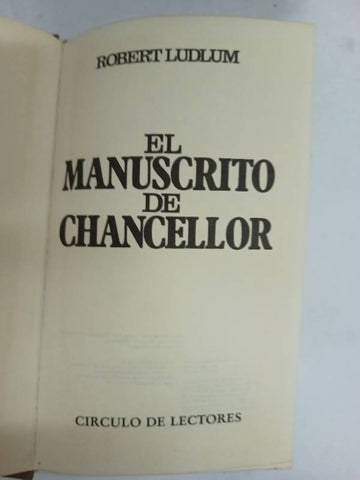 ROBERT LUDLUM
EL
MANUSCRITO
DE
CHANCELLOR
CIRCULO DE LECTORES